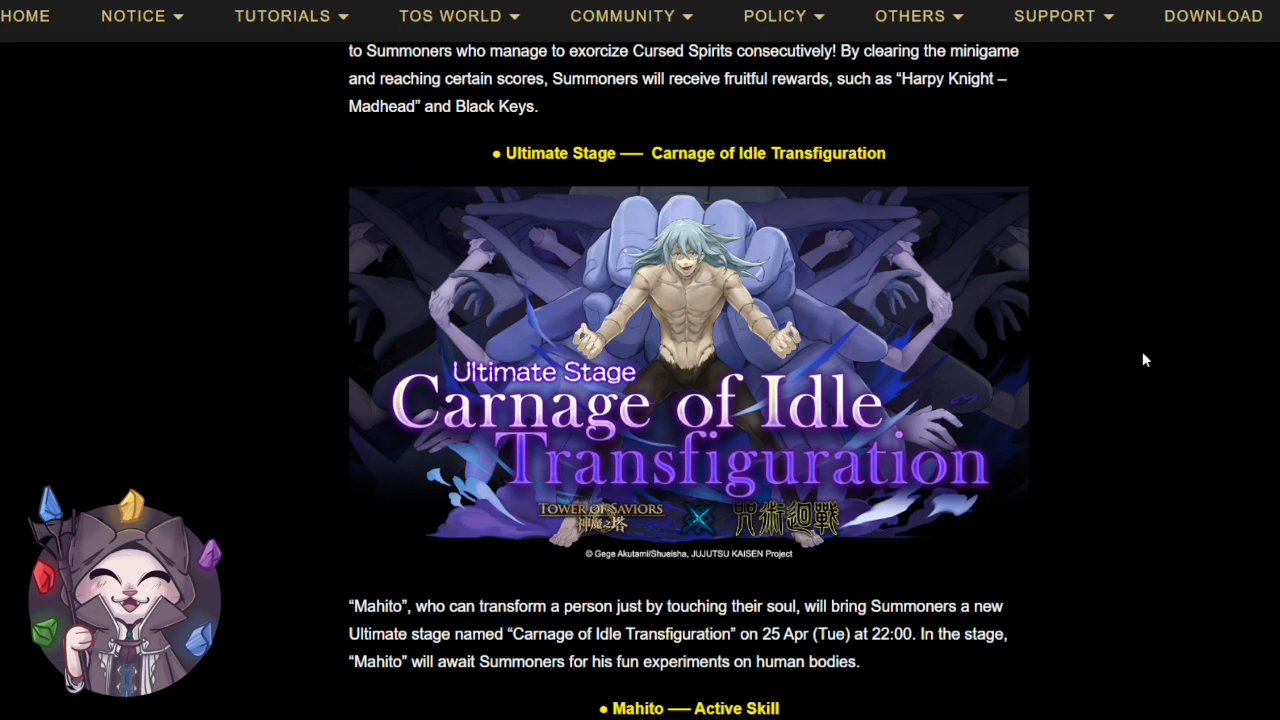 HOME NOTICE TUTORIALS TOS WORLD COMMUNITY POLICY OTHERS SUPPORT DOWNLOAD
to Summoners who manage to exorcize Cursed Spirits consecutively! By clearing the minigame
and reaching certain scores, Summoners will receive fruitful rewards, such as “Harpy Knight –
Madhead” and Black Keys.
● Ultimate Stage ── Carnage of Idle Transfiguration
Ultimate Stage
Carnage of Idle
Transfiguration
TOWER OF SAVIORS
神魔之塔
呪術廻戦
© Gege Akutami/Shueisha, JUJUTSU KAISEN Project
“Mahito”, who can transform a person just by touching their soul, will bring Summoners a new
Ultimate stage named “Carnage of Idle Transfiguration” on 25 Apr (Tue) at 22:00. In the stage,
“Mahito” will await Summoners for his fun experiments on human bodies.
● Mahito ── Active Skill